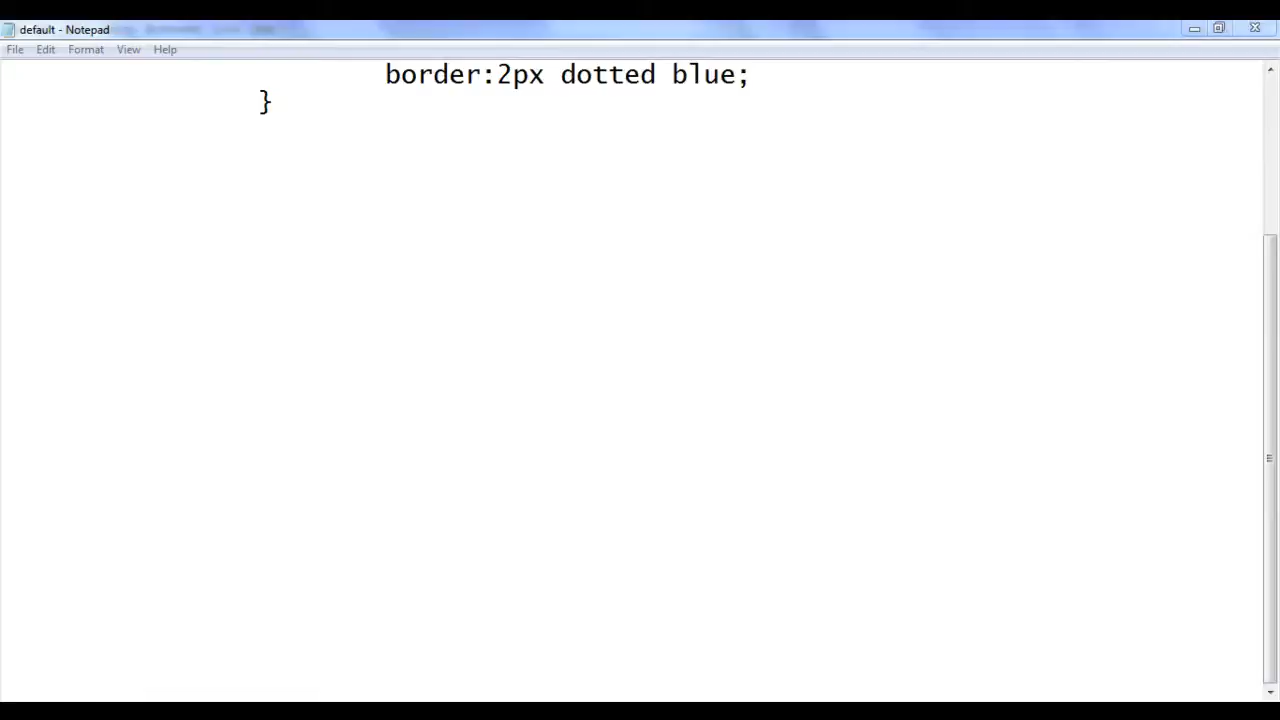 default - Notepad
File Edit Format View Help
border:2px dotted blue;
}